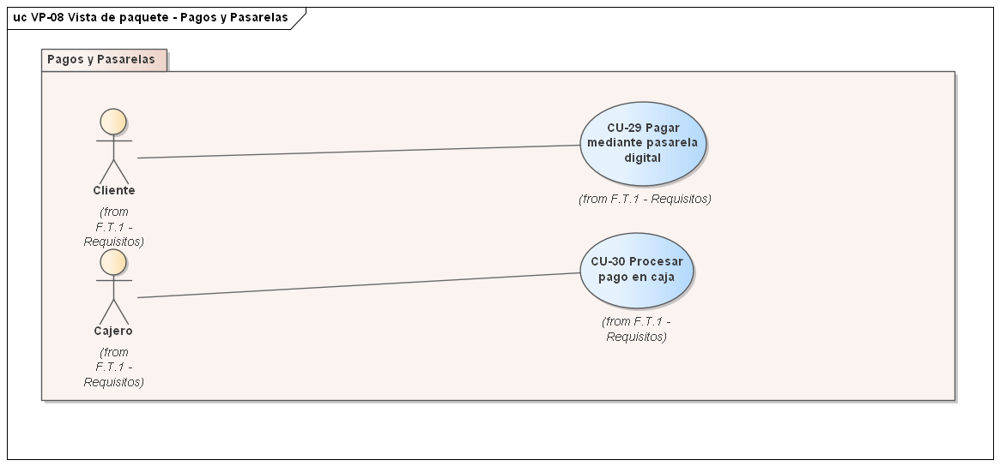 uc VP-08 Vista de paquete - Pagos y Pasarelas
Pagos y Pasarelas
Cliente
(from
F.T.1 -
Requisitos)
CU-29 Pagar
mediante pasarela
digital
(from F.T.1 - Requisitos)
Cajero
(from
F.T.1 -
Requisitos)
CU-30 Procesar
pago en caja
(from F.T.1 -
Requisitos)